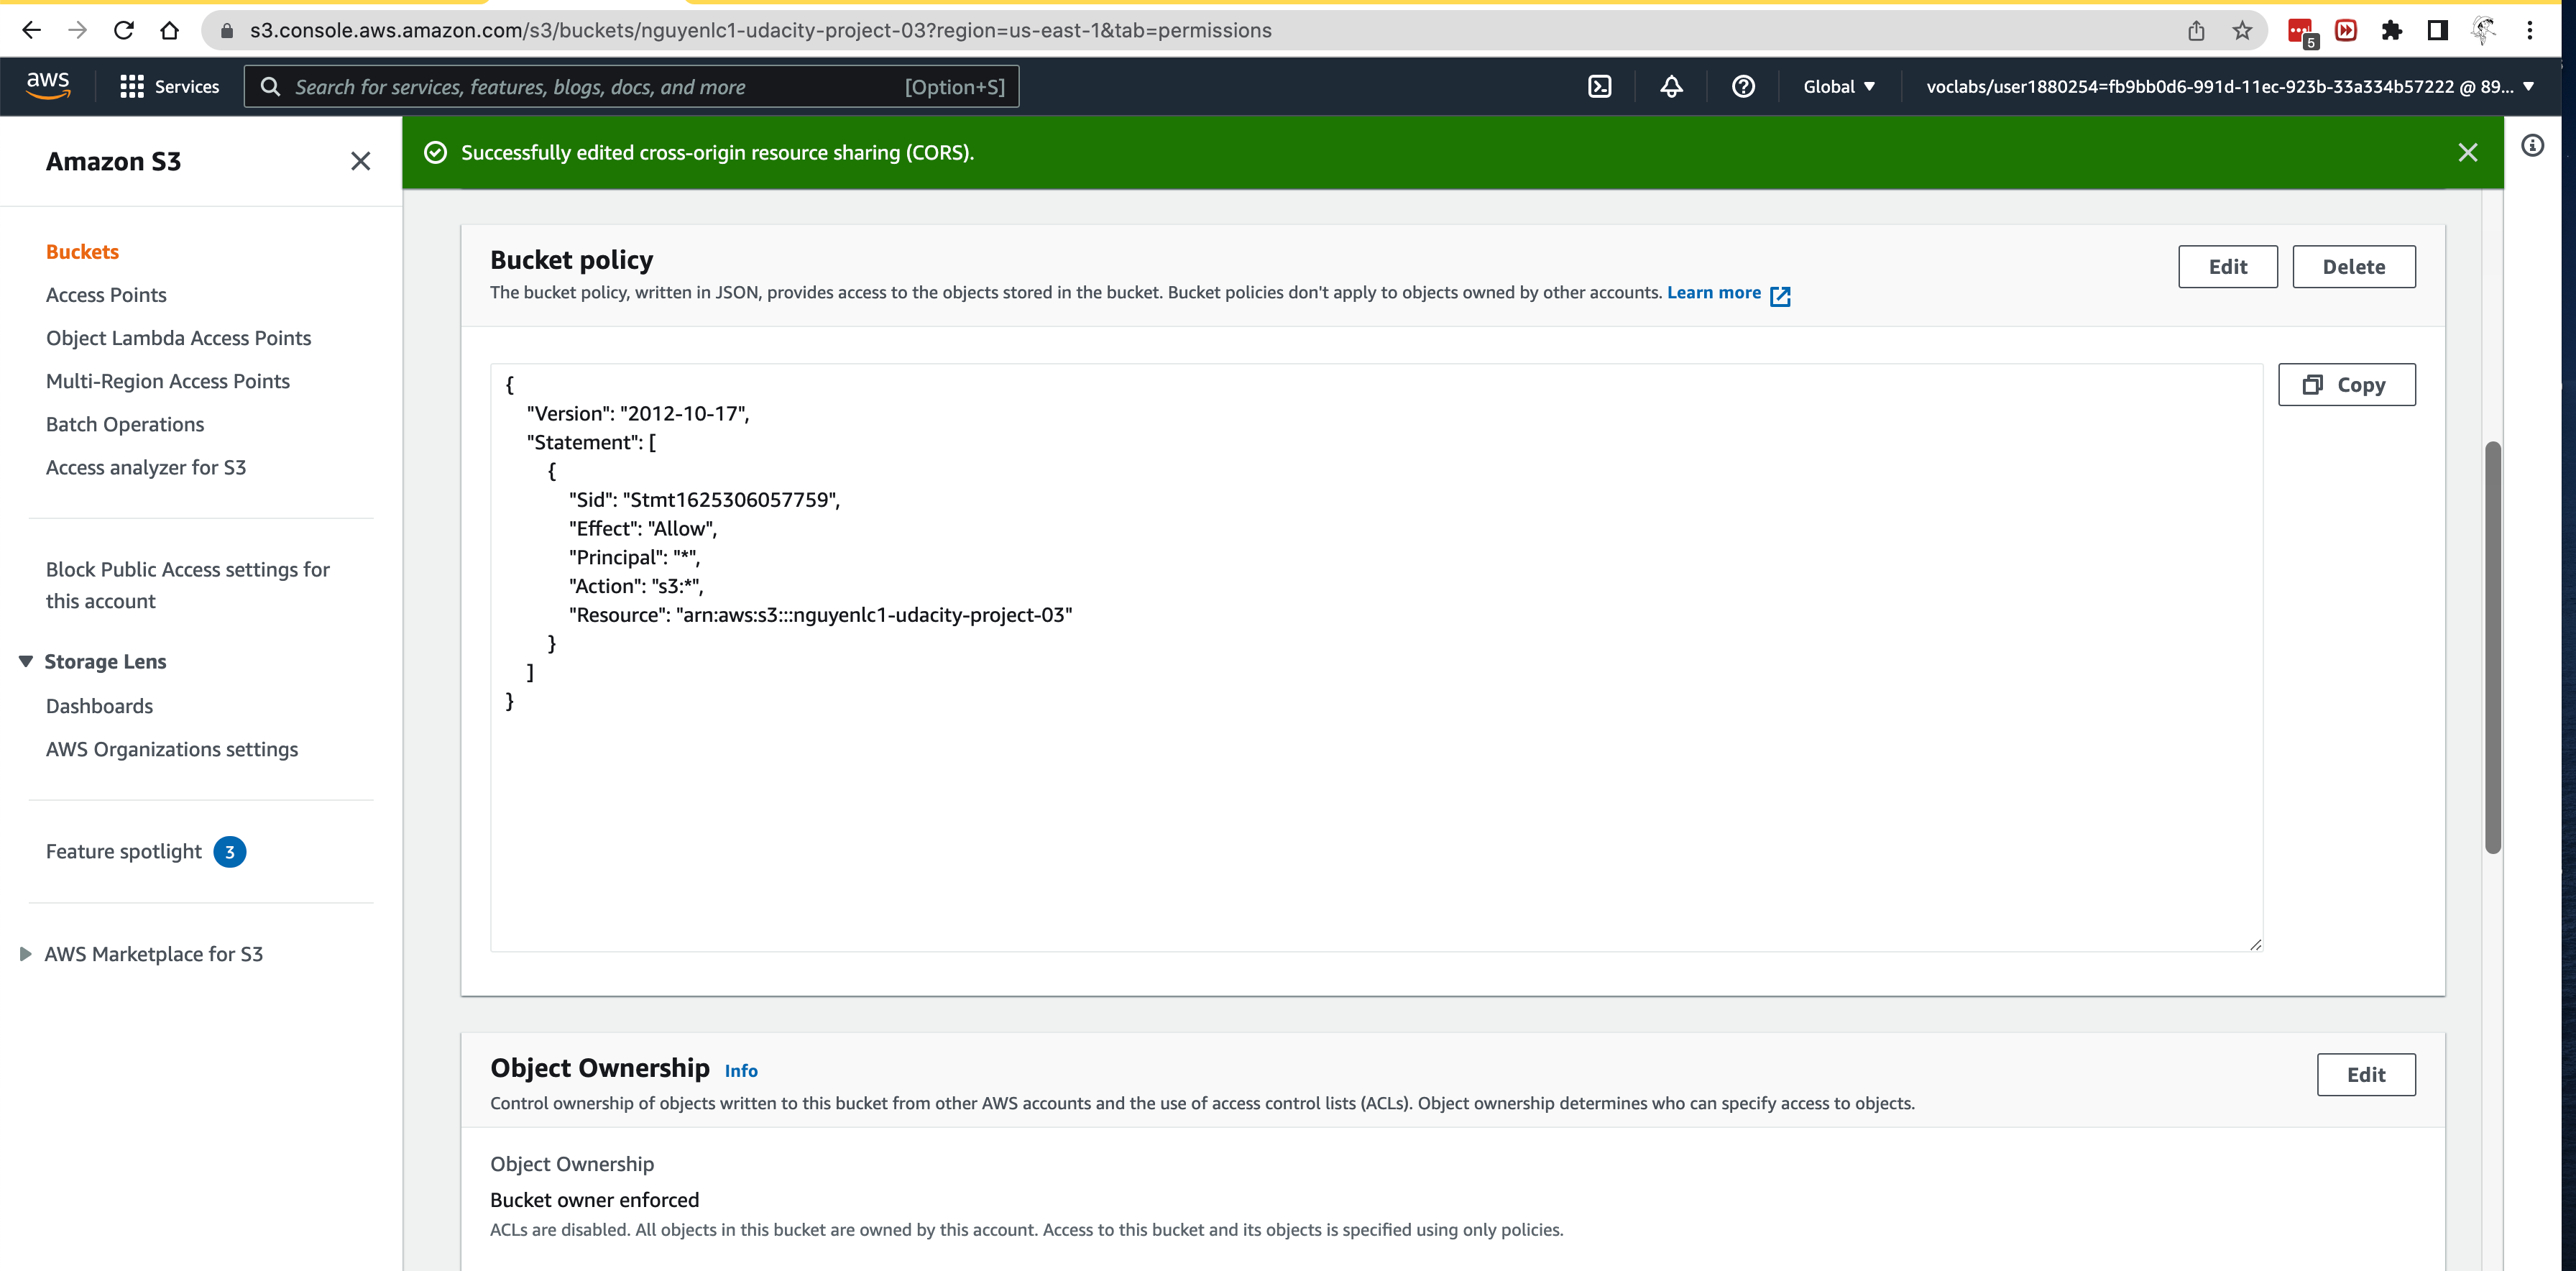 s3.console.aws.amazon.com/s3/buckets/nguyenlc1-udacity-project-03?region=us-east-1&tab=permissions
5
aws
Services
Search for services, features, blogs, docs, and more
[Option+S]
Global
voclabs/user1880254=fb9bb0d6-991d-11ec-923b-33a334b57222 @ 89...
Amazon S3
Successfully edited cross-origin resource sharing (CORS).
Buckets
Access Points
Object Lambda Access Points
Multi-Region Access Points
Batch Operations
Access analyzer for S3
Block Public Access settings for
this account
Storage Lens
Dashboards
AWS Organizations settings
Feature spotlight 3
AWS Marketplace for S3
Bucket policy
Edit
Delete
The bucket policy, written in JSON, provides access to the objects stored in the bucket. Bucket policies don't apply to objects owned by other accounts. Learn more
Copy
{
"Version": "2012-10-17",
"Statement": [
{
"Sid": "Stmt1625306057759",
"Effect": "Allow",
"Principal": "*",
"Action": "s3:*",
"Resource": "arn:aws:s3:::nguyenlc1-udacity-project-03"
}
]
}
Object Ownership Info
Edit
Control ownership of objects written to this bucket from other AWS accounts and the use of access control lists (ACLs). Object ownership determines who can specify access to objects.
Object Ownership
Bucket owner enforced
ACLs are disabled. All objects in this bucket are owned by this account. Access to this bucket and its objects is specified using only policies.